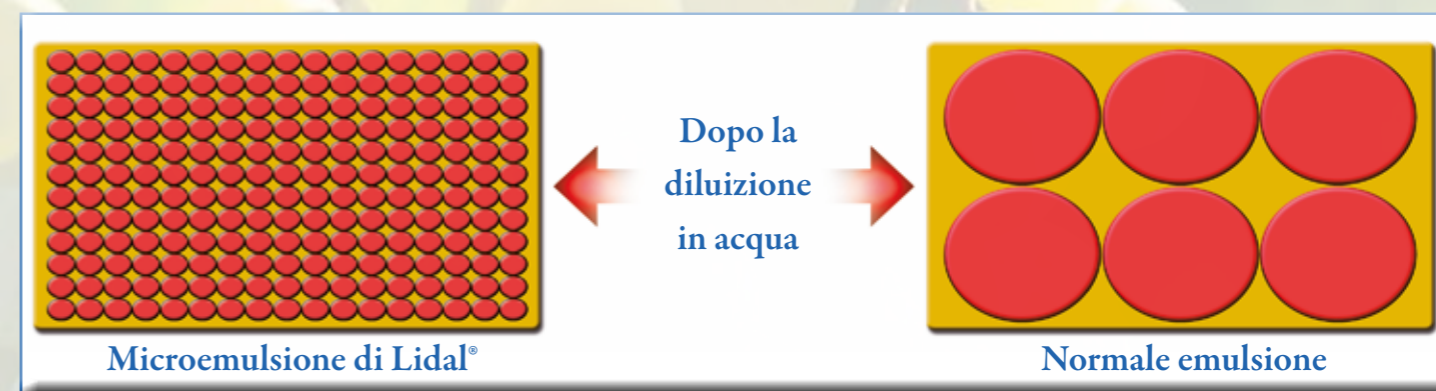 Dopo la
diluizione
in acqua
Microemulsione di Lidal®
Normale emulsione